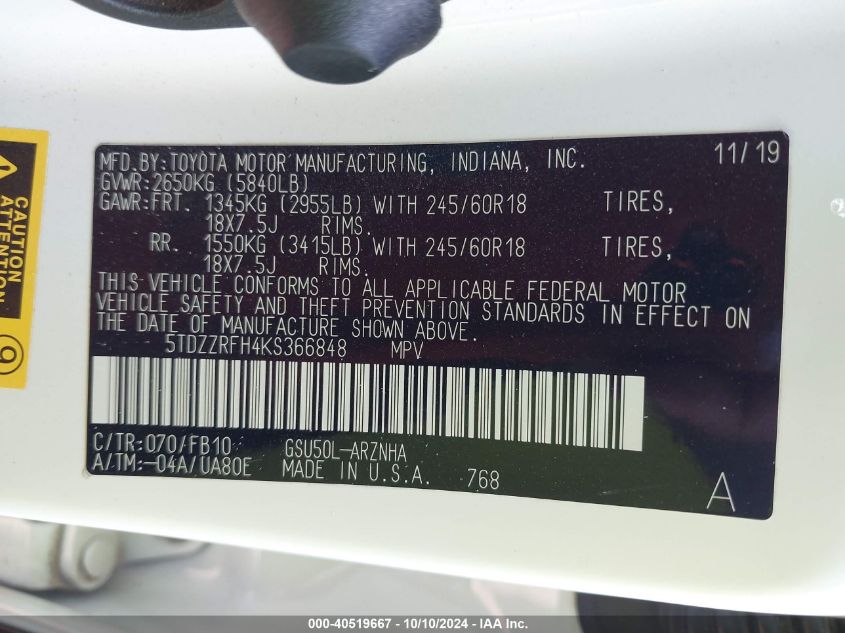 MFD.BY:TOYOTA MOTOR MANUFACTURING, INDIANA, INC. 11/19
GVWR:2650KG (5840LB)
GAWR:FRT. 1345KG (2955LB) WITH 245/60R18 TIRES,
18X7.5J RIMS.
RR. 1550KG (3415LB) WITH 245/60R18 TIRES,
18X7.5J RIMS.
THIS VEHICLE CONFORMS TO ALL APPLICABLE FEDERAL MOTOR
VEHICLE SAFETY AND THEFT PREVENTION STANDARDS IN EFFECT ON
THE DATE OF MANUFACTURE SHOWN ABOVE.
5TDZZRFH4KS366848 MPV
C/TR:070/FB10 GSU50L-ARZNHA
A/TM:-04A/UA80E MADE IN U.S.A. 768
A
CAUTION
ATTENTION
9
000-40519667 - 10/10/2024 - IAA Inc.